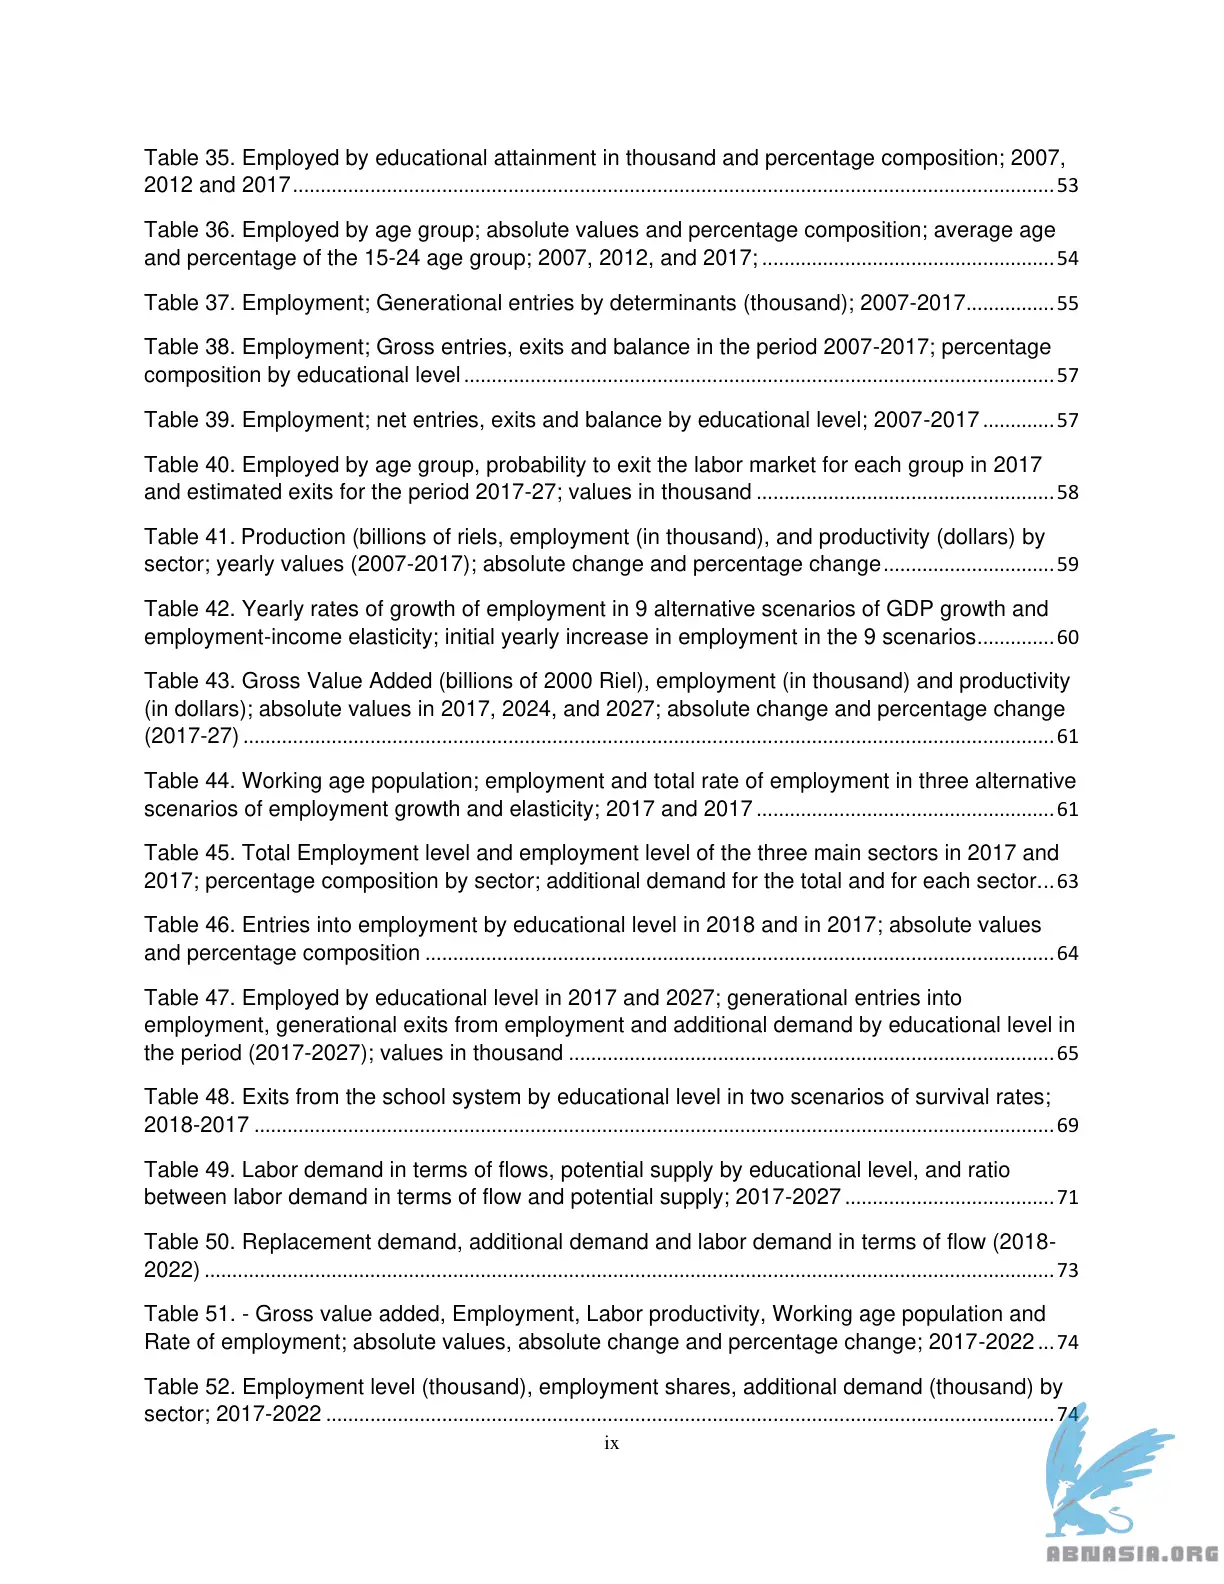 Table 35. Employed by educational attainment in thousand and percentage composition; 2007,
2012 and 2017.......................................................................................................................................... 53
Table 36. Employed by age group; absolute values and percentage composition; average age
and percentage of the 15-24 age group; 2007, 2012, and 2017; ..................................................... 54
Table 37. Employment; Generational entries by determinants (thousand); 2007-2017................ 55
Table 38. Employment; Gross entries, exits and balance in the period 2007-2017; percentage
composition by educational level ........................................................................................................... 57
Table 39. Employment; net entries, exits and balance by educational level; 2007-2017 ............. 57
Table 40. Employed by age group, probability to exit the labor market for each group in 2017
and estimated exits for the period 2017-27; values in thousand ...................................................... 58
Table 41. Production (billions of riels, employment (in thousand), and productivity (dollars) by
sector; yearly values (2007-2017); absolute change and percentage change............................... 59
Table 42. Yearly rates of growth of employment in 9 alternative scenarios of GDP growth and
employment-income elasticity; initial yearly increase in employment in the 9 scenarios.............. 60
Table 43. Gross Value Added (billions of 2000 Riel), employment (in thousand) and productivity
(in dollars); absolute values in 2017, 2024, and 2027; absolute change and percentage change
(2017-27) ................................................................................................................................................... 61
Table 44. Working age population; employment and total rate of employment in three alternative
scenarios of employment growth and elasticity; 2017 and 2017 ...................................................... 61
Table 45. Total Employment level and employment level of the three main sectors in 2017 and
2017; percentage composition by sector; additional demand for the total and for each sector... 63
Table 46. Entries into employment by educational level in 2018 and in 2017; absolute values
and percentage composition .................................................................................................................. 64
Table 47. Employed by educational level in 2017 and 2027; generational entries into
employment, generational exits from employment and additional demand by educational level in
the period (2017-2027); values in thousand ........................................................................................ 65
Table 48. Exits from the school system by educational level in two scenarios of survival rates;
2018-2017 ................................................................................................................................................. 69
Table 49. Labor demand in terms of flows, potential supply by educational level, and ratio
between labor demand in terms of flow and potential supply; 2017-2027 ...................................... 71
Table 50. Replacement demand, additional demand and labor demand in terms of flow (2018-
2022) .......................................................................................................................................................... 73
Table 51. - Gross value added, Employment, Labor productivity, Working age population and
Rate of employment; absolute values, absolute change and percentage change; 2017-2022 ... 74
Table 52. Employment level (thousand), employment shares, additional demand (thousand) by
sector; 2017-2022 .................................................................................................................................... 74
ix
ABNASIA.ORG